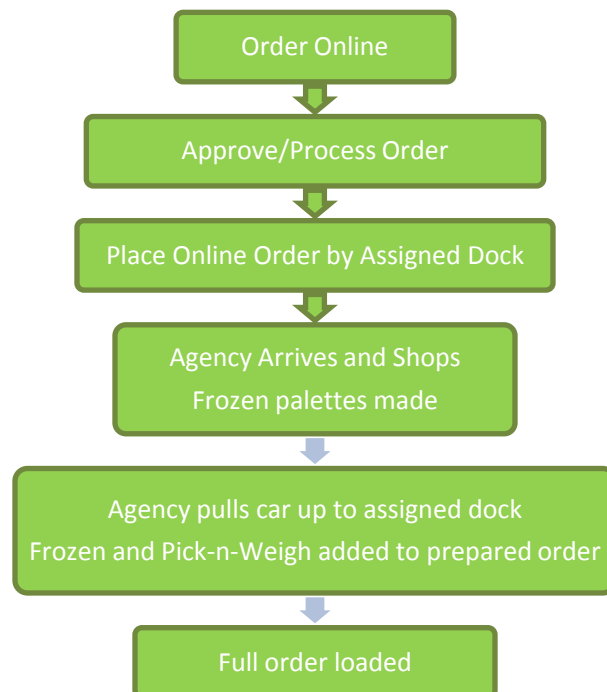 Order Online
Approve/Process Order
Place Online Order by Assigned Dock
Agency Arrives and Shops
Frozen palettes made
Agency pulls car up to assigned dock
Frozen and Pick-n-Weigh added to prepared order
Full order loaded